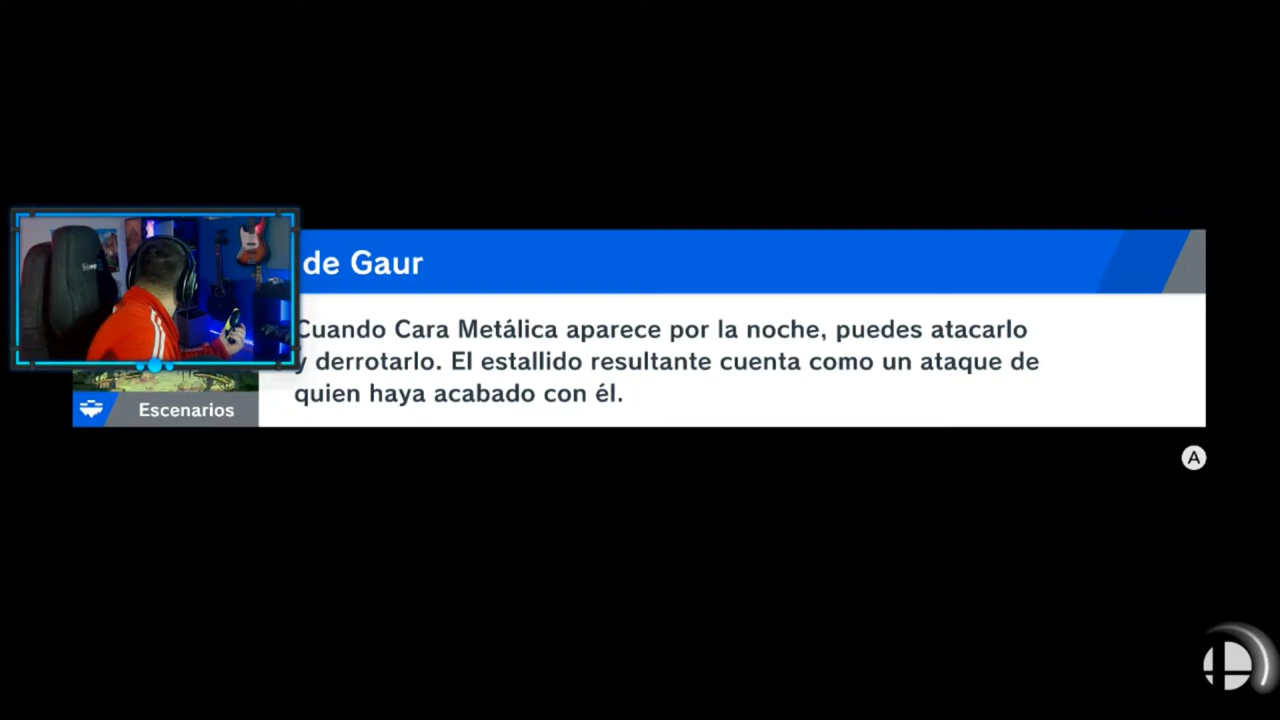 de Gaur
Cuando Cara Metálica aparece por la noche, puedes atacarlo
y derrotarlo. El estallido resultante cuenta como un ataque de
quien haya acabado con él.
Escenarios
A